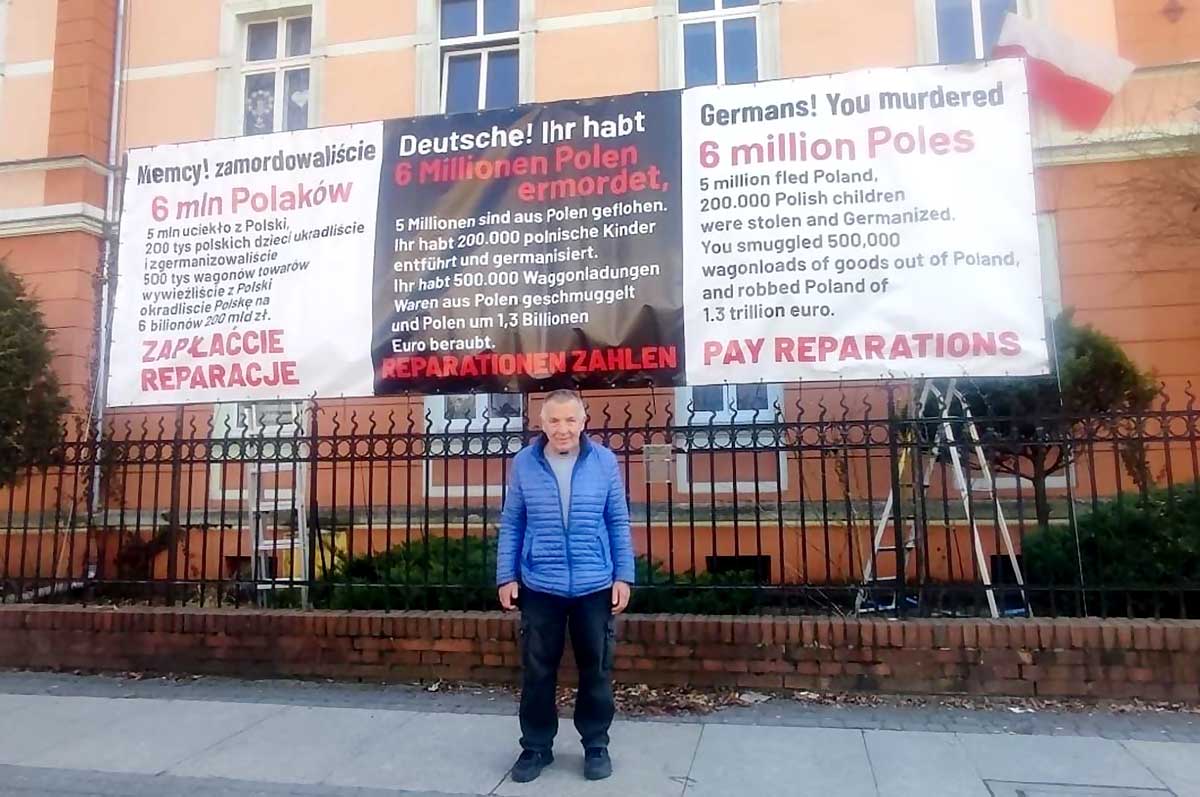 Niemcy! zamordowaliście
6 mln Polaków
5 mln uciekło z Polski,
200 tys polskich dzieci ukradliście
i zgermanizowaliście
500 tys wagonów towarów
wywieźliście z Polski
okradliście Polskę na
6 bilionów 200 mld zł.
ZAPŁAĆCIE
REPARACJE
Deutsche! Ihr habt
6 Millionen Polen
ermordet,
5 Millionen sind aus Polen geflohen.
Ihr habt 200.000 polnische Kinder
entführt und germanisiert.
Ihr habt 500.000 Waggonladungen
Waren aus Polen geschmuggelt
und Polen um 1,3 Billionen
Euro beraubt.
REPARATIONEN ZAHLEN
Germans! You murdered
6 million Poles
5 million fled Poland,
200.000 Polish children
were stolen and Germanized.
You smuggled 500,000
wagonloads of goods out of Poland,
and robbed Poland of
1.3 trillion euro.
PAY REPARATIONS